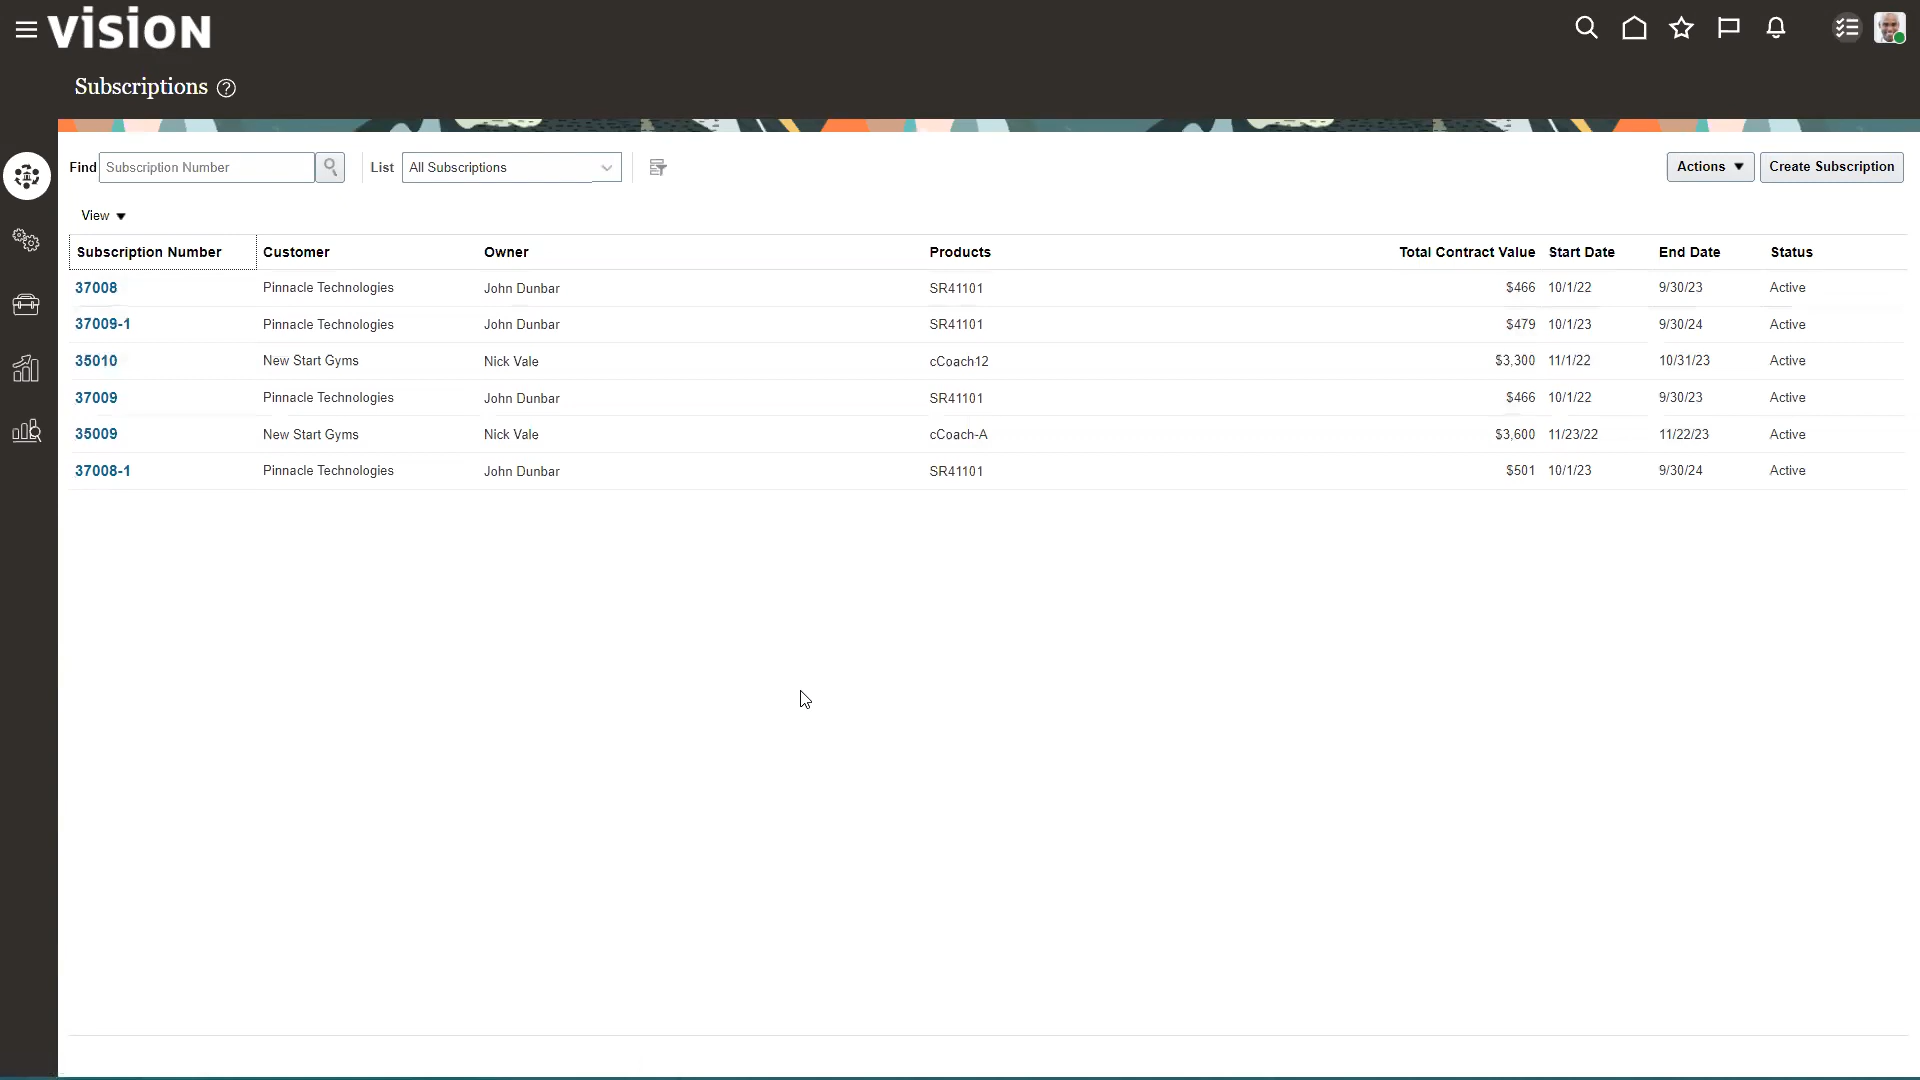 vision
Subscriptions ?
Find Subscription Number List All Subscriptions Actions Create Subscription
View
Subscription Number Customer Owner Products Total Contract Value Start Date End Date Status
37008 Pinnacle Technologies John Dunbar SR41101 $466 10/1/22 9/30/23 Active
37009-1 Pinnacle Technologies John Dunbar SR41101 $479 10/1/23 9/30/24 Active
35010 New Start Gyms Nick Vale cCoach12 $3,300 11/1/22 10/31/23 Active
37009 Pinnacle Technologies John Dunbar SR41101 $466 10/1/22 9/30/23 Active
35009 New Start Gyms Nick Vale cCoach-A $3,600 11/23/22 11/22/23 Active
37008-1 Pinnacle Technologies John Dunbar SR41101 $501 10/1/23 9/30/24 Active